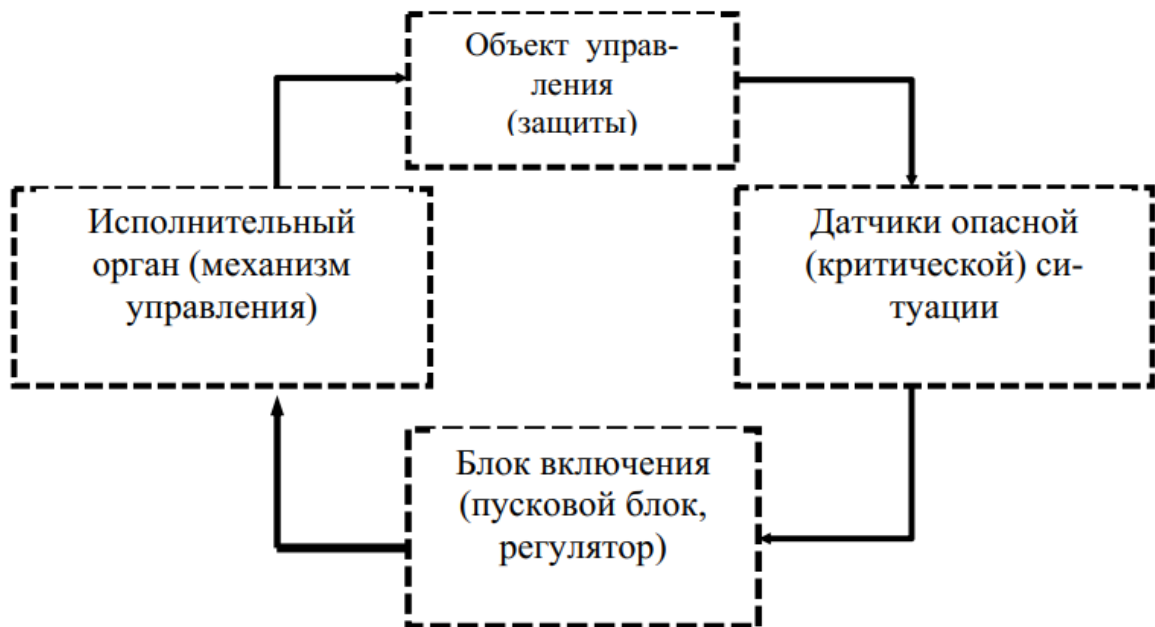 Объект управ-
ления
(защиты)
Исполнительный
орган (механизм
управления)
Датчики опасной
(критической) си-
туации
Блок включения
(пусковой блок,
регулятор)